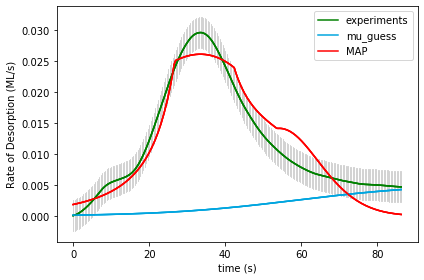 experiments
mu_guess
MAP
Rate of Desorption (ML/s)
0.030
0.025
0.020
0.015
0.010
0.005
0.000
0 20 40 60 80
time (s)